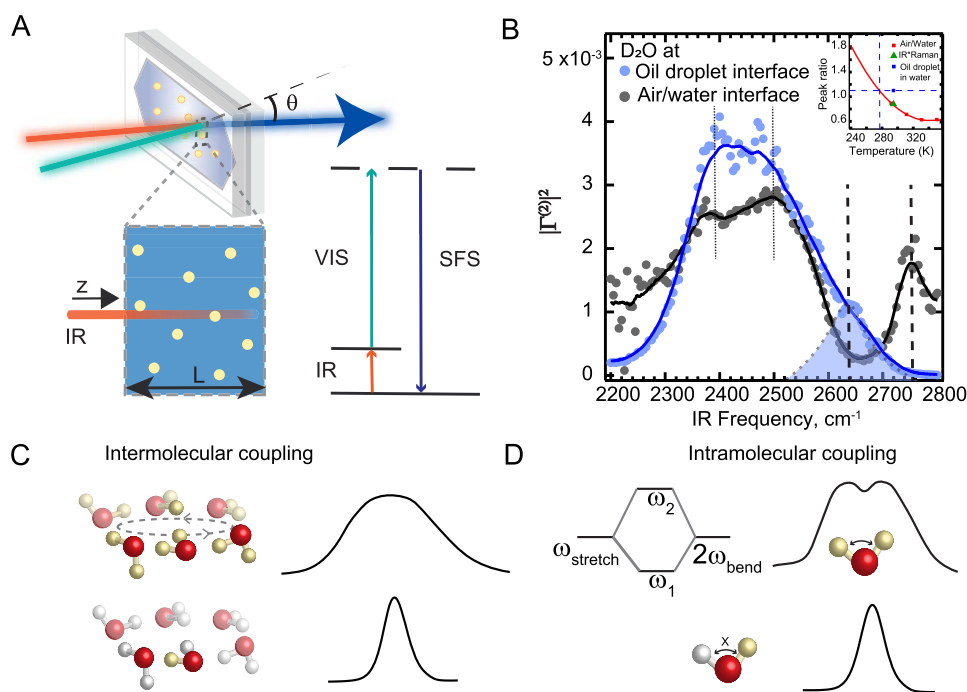 A
θ
z
IR
L
VIS
SFS
IR
B
D₂O at
Oil droplet interface
Air/water interface
5 x10⁻³
4
3
2
1
0
|Γ⁽²⁾|²
2200 2300 2400 2500 2600 2700 2800
IR Frequency, cm⁻¹
Peak ratio
1.8
1.4
1.0
0.6
240 280 320
Temperature (K)
Air/Water
IR*Raman
Oil droplet
in water
C
Intermolecular coupling
D
Intramolecular coupling
ω₂
ωstretch
2ωbend
ω₁
x